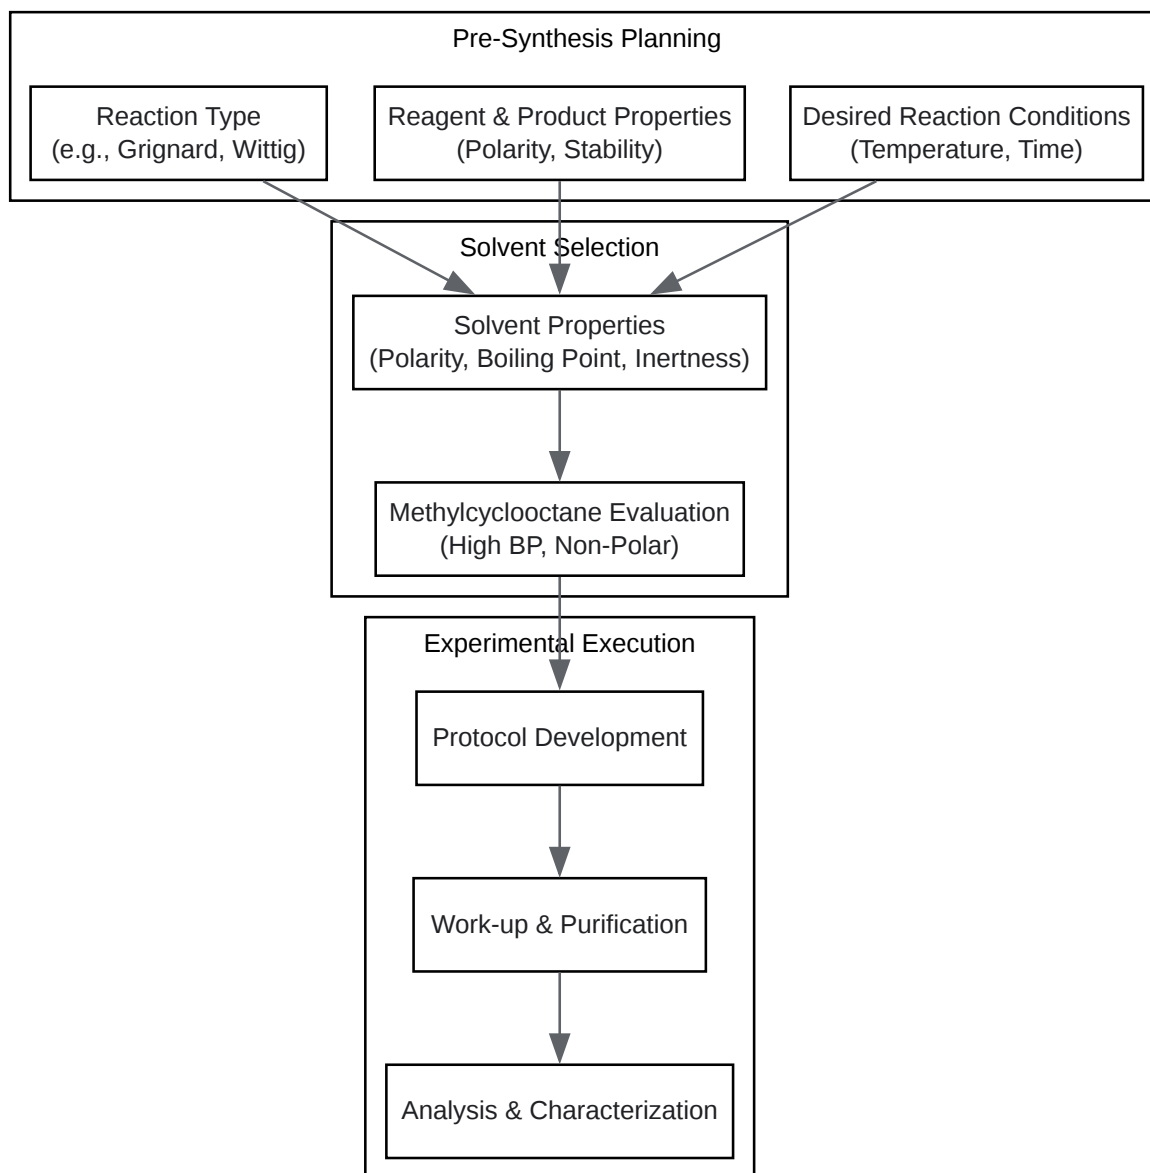 Pre-Synthesis Planning
Reaction Type
(e.g., Grignard, Wittig)
Reagent & Product Properties
(Polarity, Stability)
Desired Reaction Conditions
(Temperature, Time)
Solvent Selection
Solvent Properties
(Polarity, Boiling Point, Inertness)
Methylcyclooctane Evaluation
(High BP, Non-Polar)
Experimental Execution
Protocol Development
Work-up & Purification
Analysis & Characterization